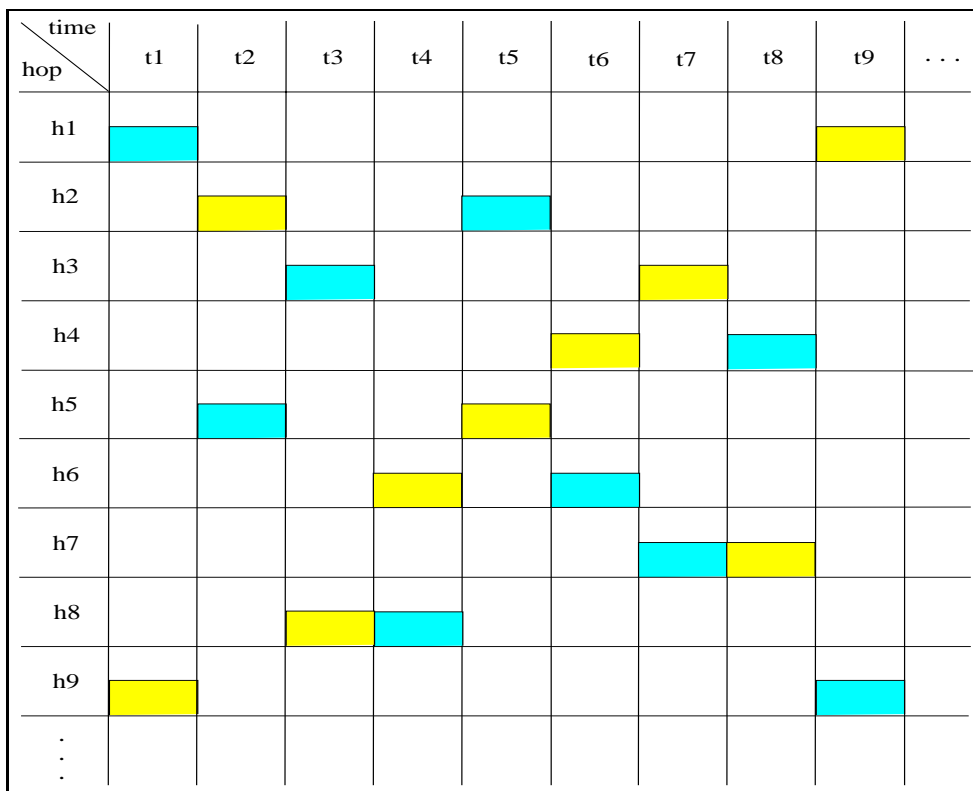 time
hop
t1 t2 t3 t4 t5 t6 t7 t8 t9 . . .
h1
h2
h3
h4
h5
h6
h7
h8
h9
.
.
.